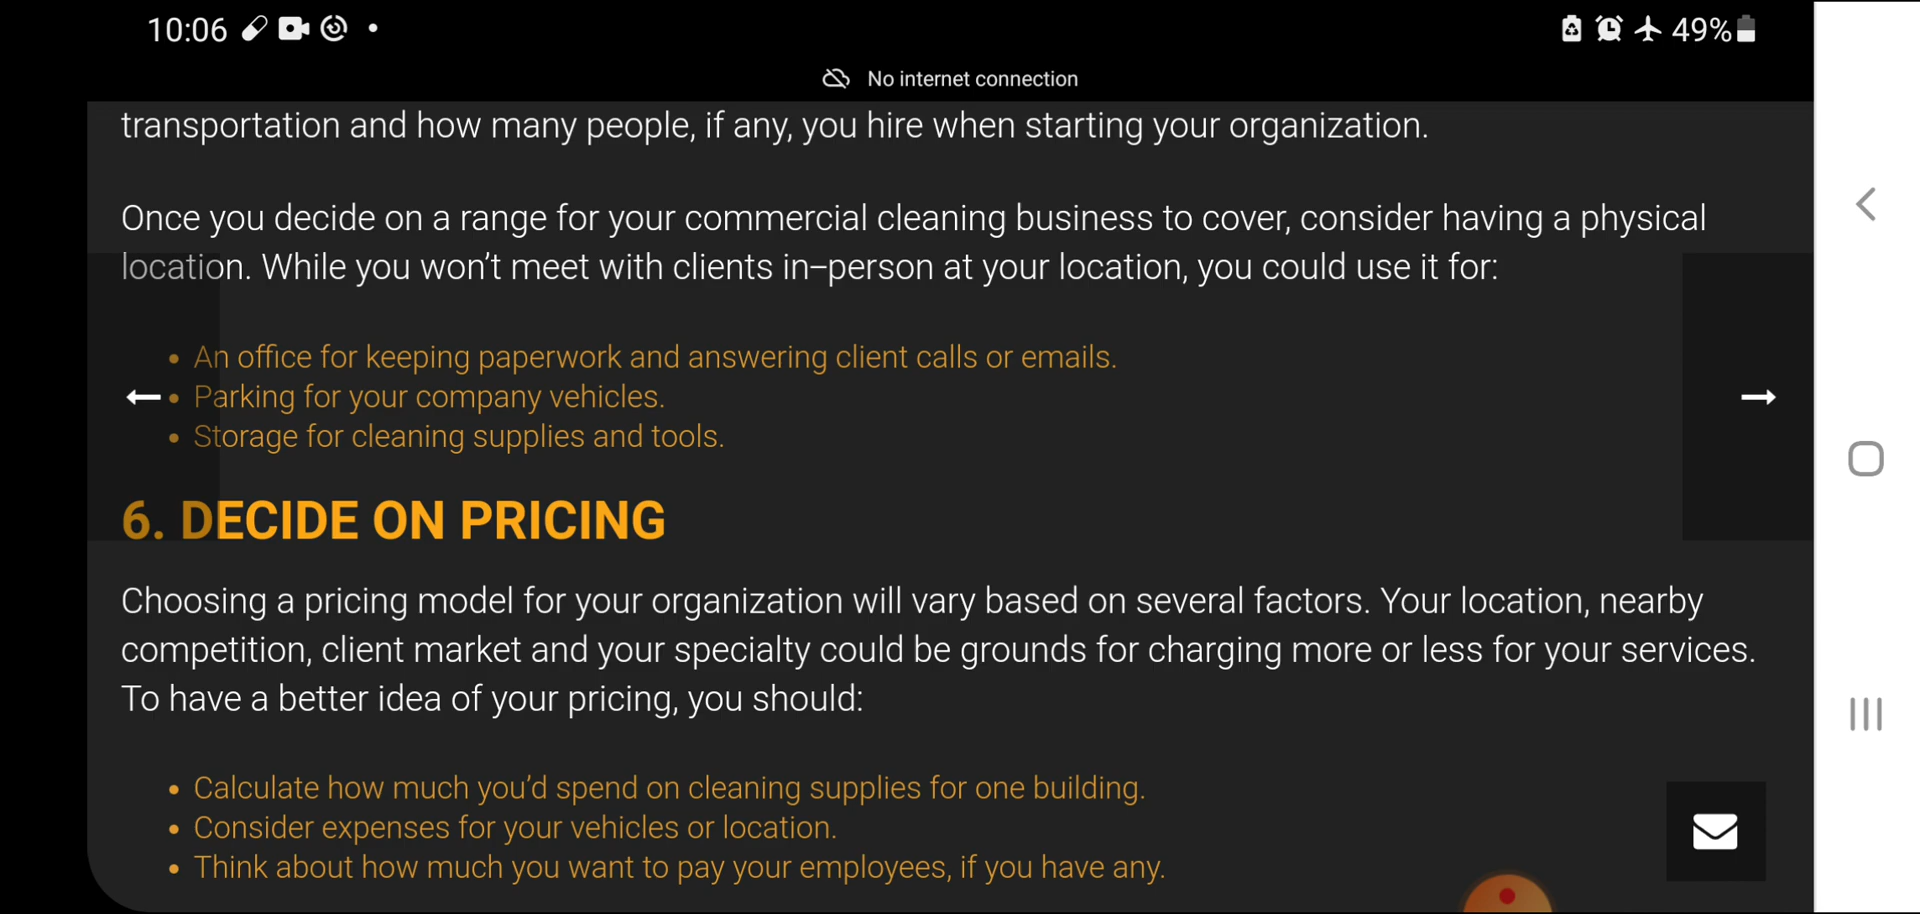 10:06
49%
No internet connection
transportation and how many people, if any, you hire when starting your organization.
Once you decide on a range for your commercial cleaning business to cover, consider having a physical
location. While you won’t meet with clients in–person at your location, you could use it for:
• An office for keeping paperwork and answering client calls or emails.
• Parking for your company vehicles.
• Storage for cleaning supplies and tools.
6. DECIDE ON PRICING
Choosing a pricing model for your organization will vary based on several factors. Your location, nearby
competition, client market and your specialty could be grounds for charging more or less for your services.
To have a better idea of your pricing, you should:
• Calculate how much you’d spend on cleaning supplies for one building.
• Consider expenses for your vehicles or location.
• Think about how much you want to pay your employees, if you have any.